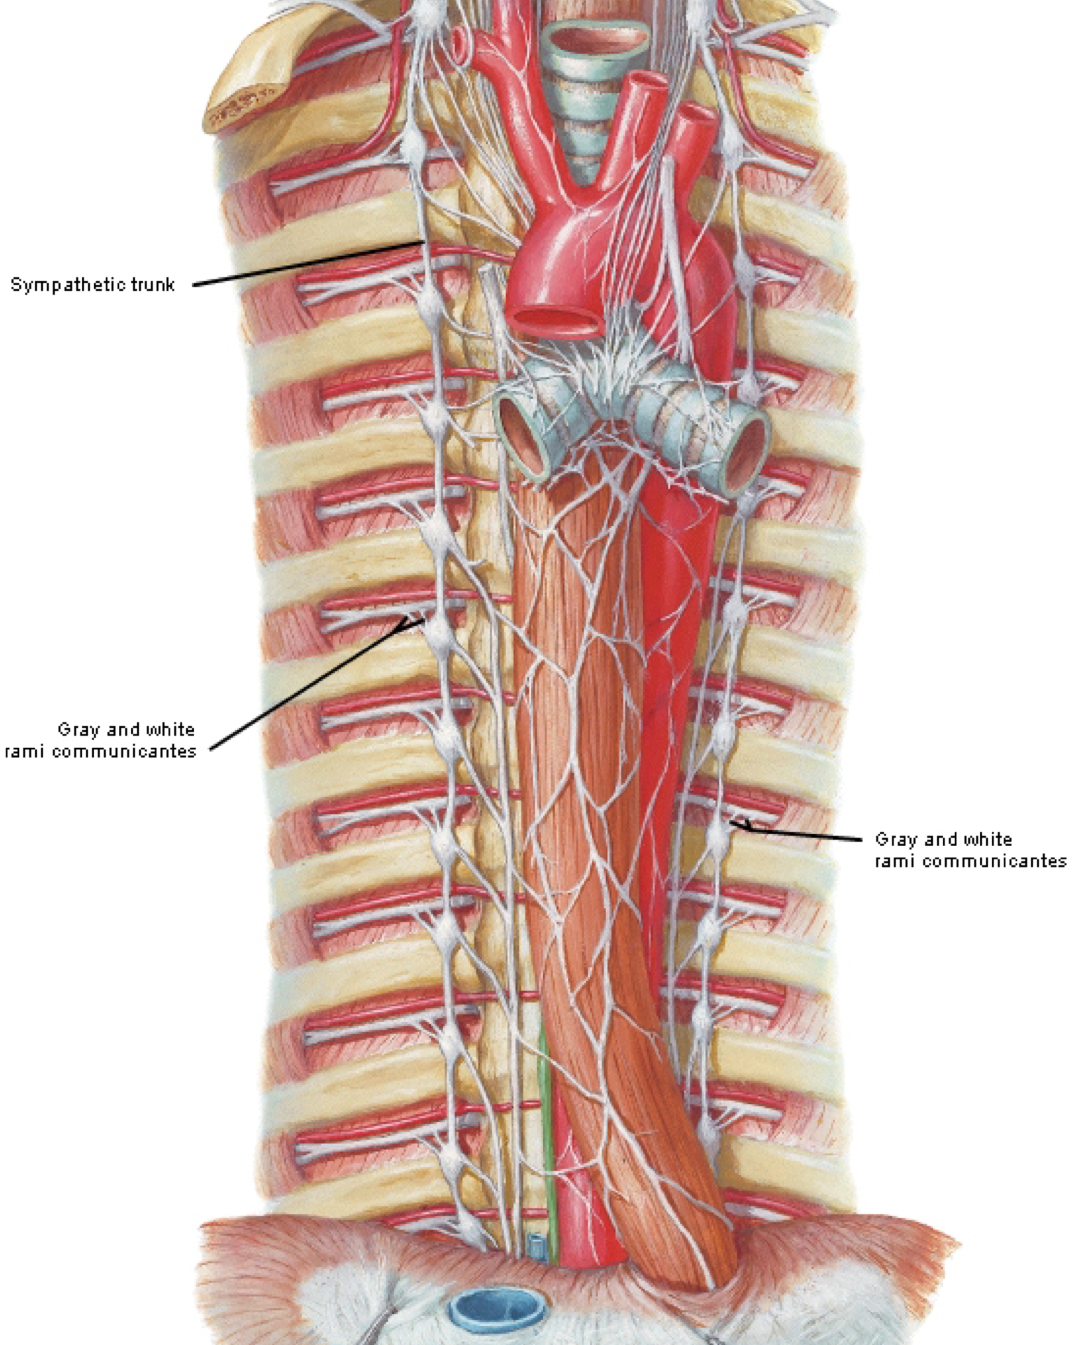 Sympathetic trunk
Gray and white
rami communicantes
Gray and white
rami communicantes